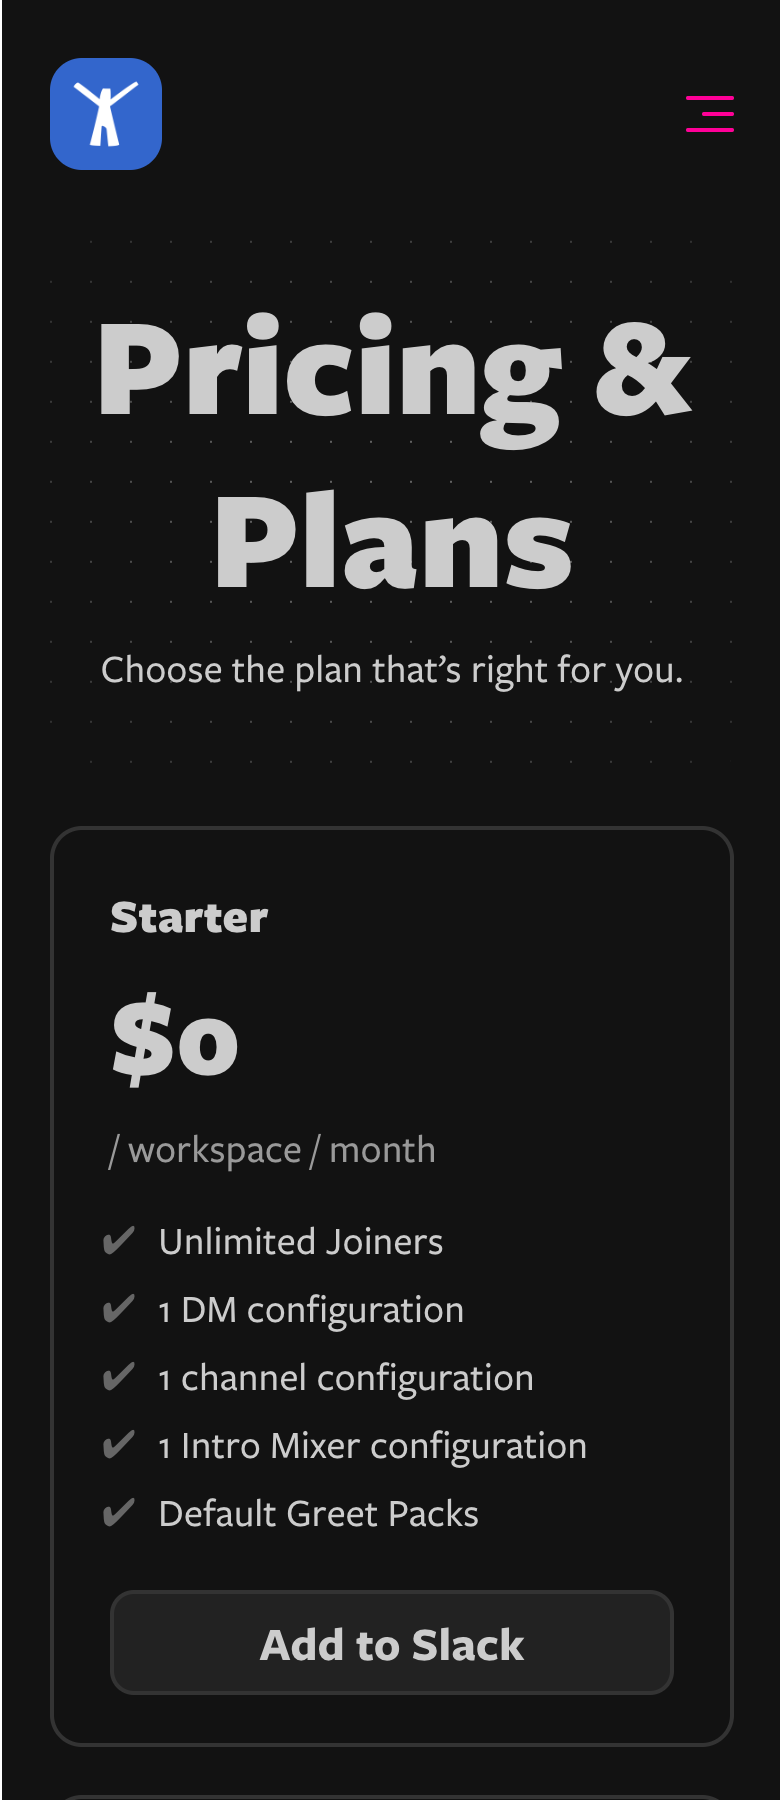 Pricing &
Plans
Choose the plan that’s right for you.
Starter
$0
/ workspace / month
✔ Unlimited Joiners
✔ 1 DM configuration
✔ 1 channel configuration
✔ 1 Intro Mixer configuration
✔ Default Greet Packs
Add to Slack